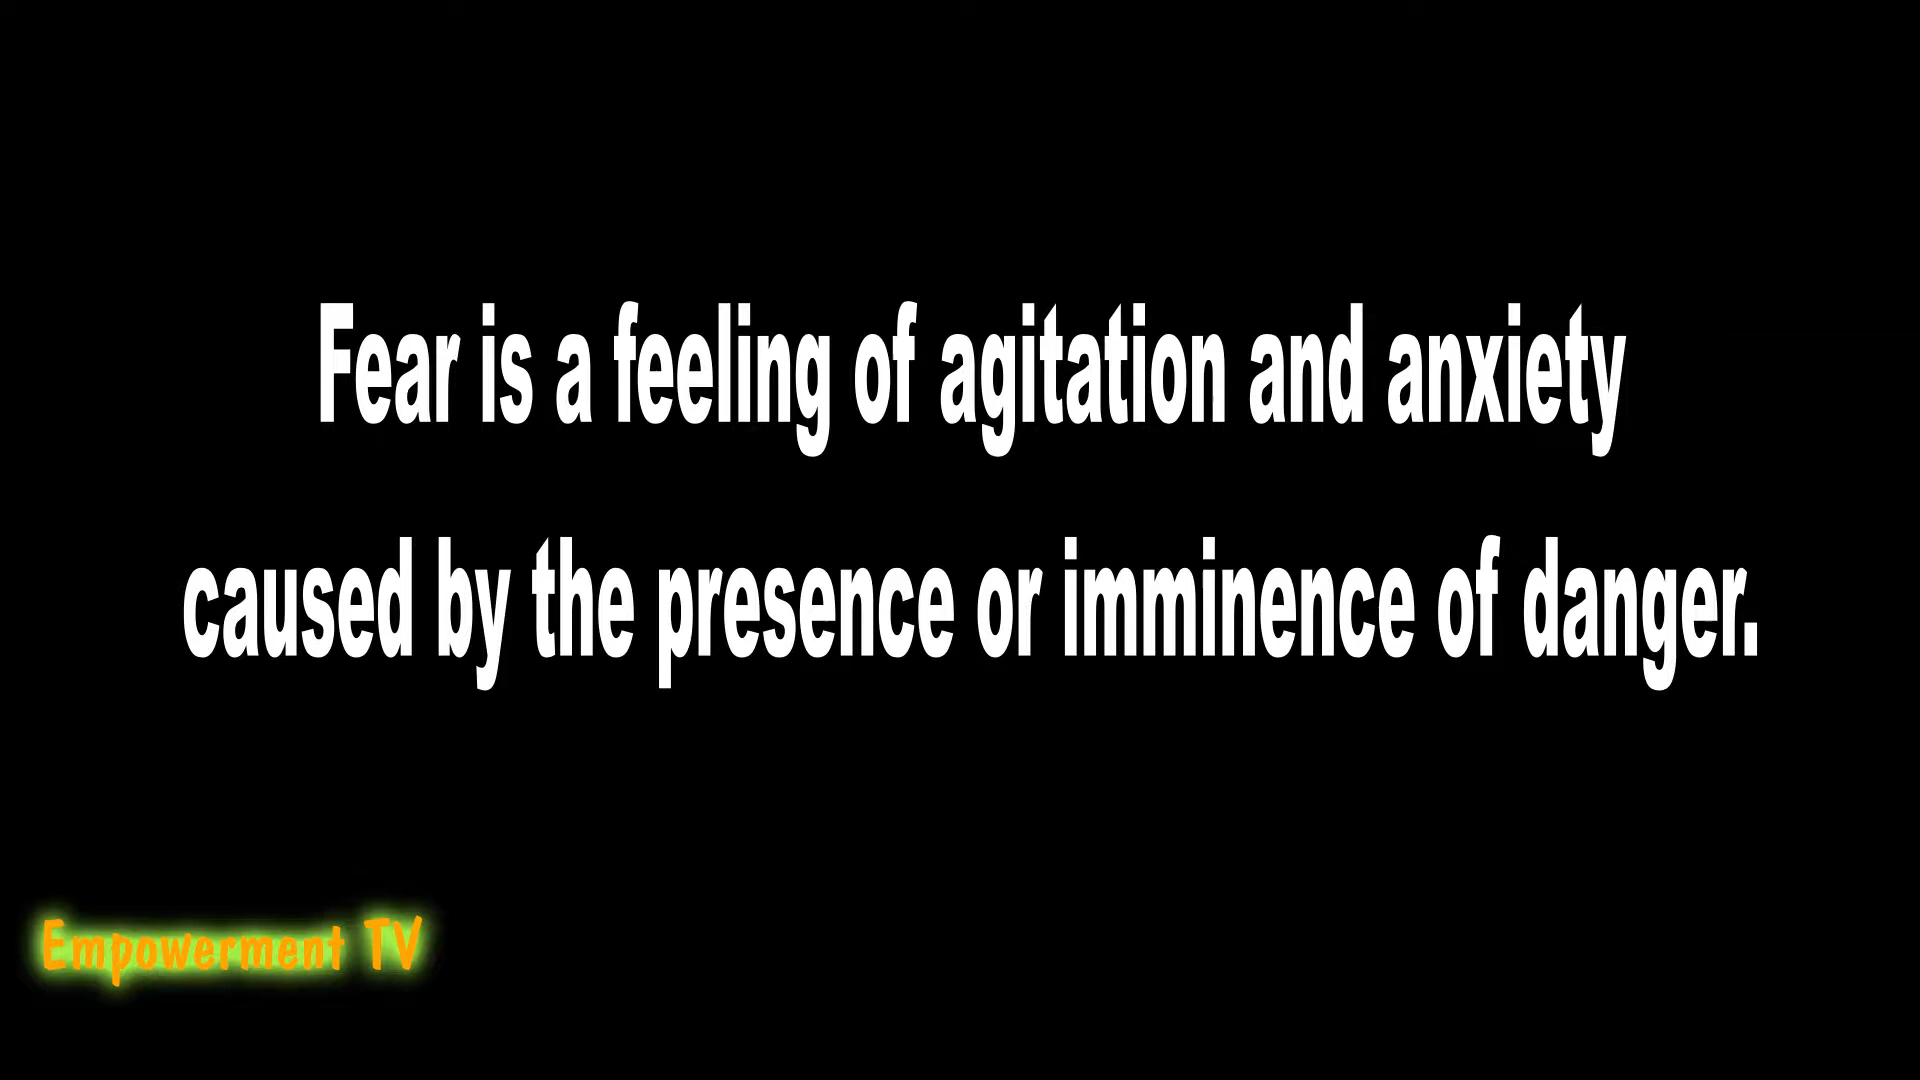 Fear is a feeling of agitation and anxiety
caused by the presence or imminence of danger.
Empowerment TV